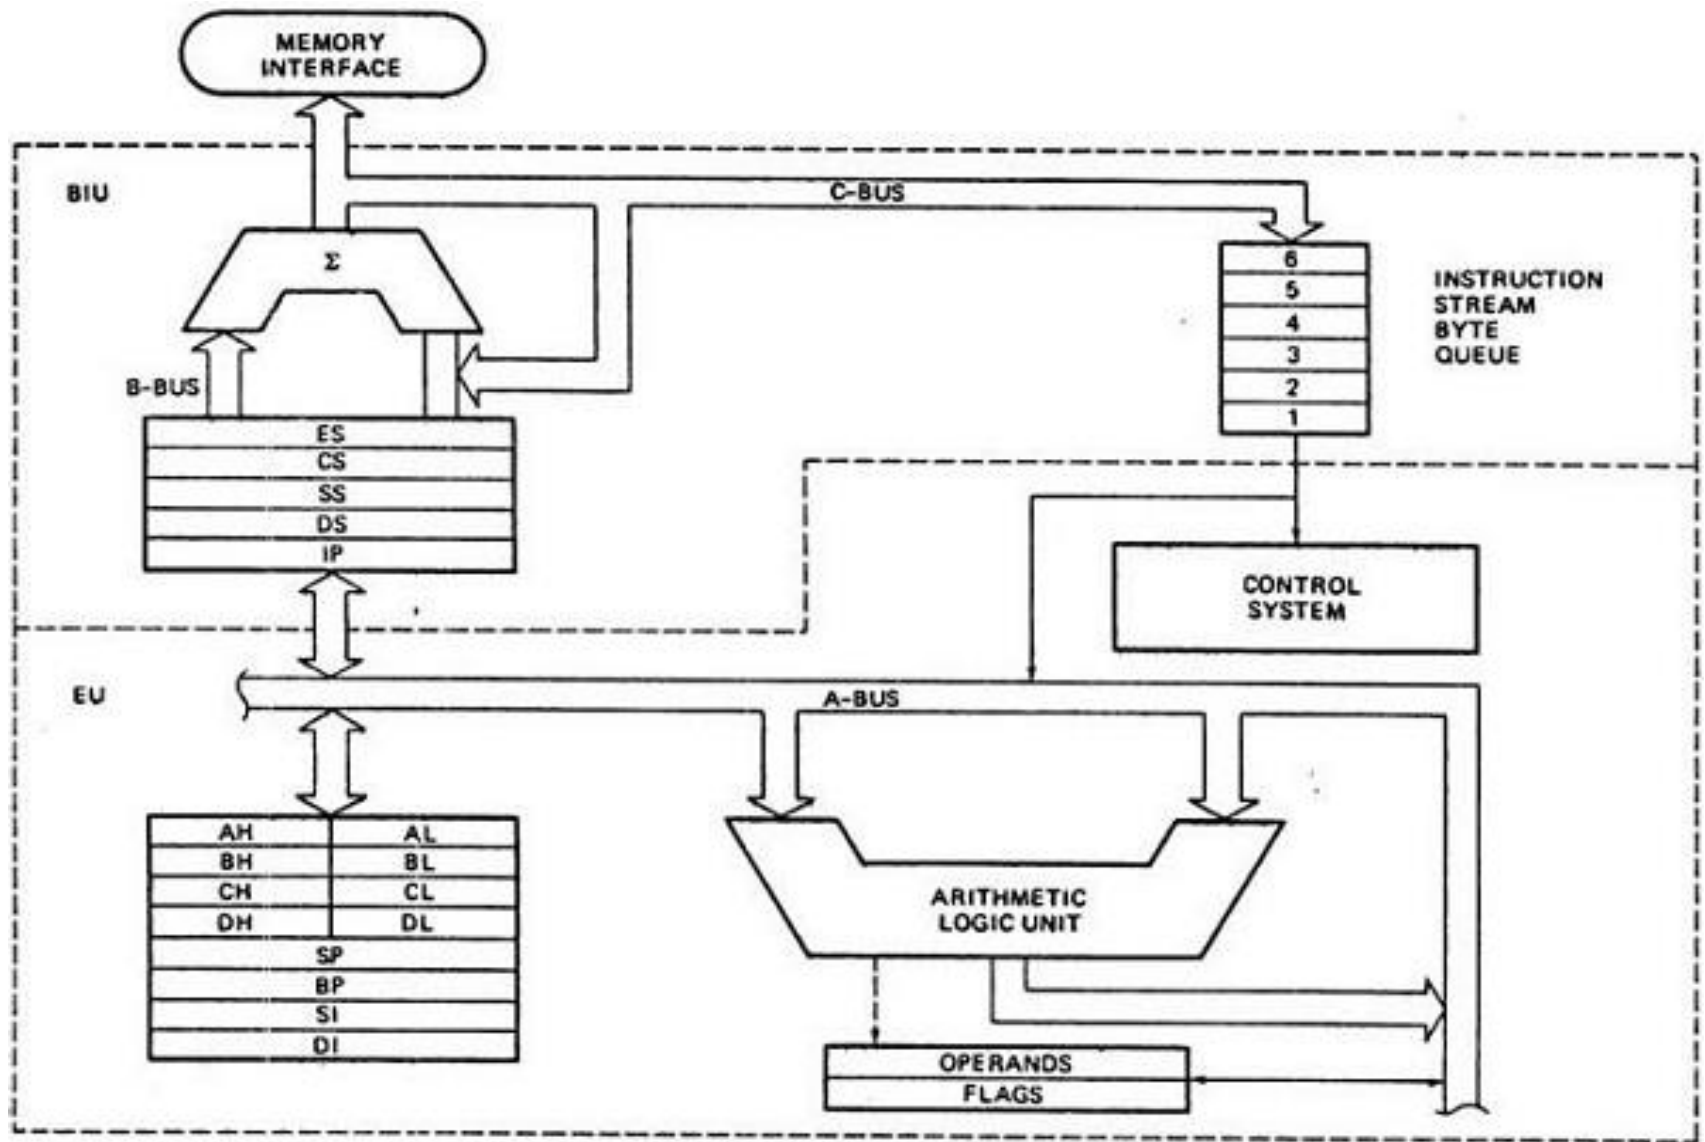 MEMORY
INTERFACE
BIU
C-BUS
Σ
6
5
4
3
2
1
INSTRUCTION
STREAM
BYTE
QUEUE
B-BUS
ES
CS
SS
DS
IP
CONTROL
SYSTEM
EU
A-BUS
AH AL
BH BL
CH CL
DH DL
SP
BP
SI
DI
ARITHMETIC
LOGIC UNIT
OPERANDS
FLAGS